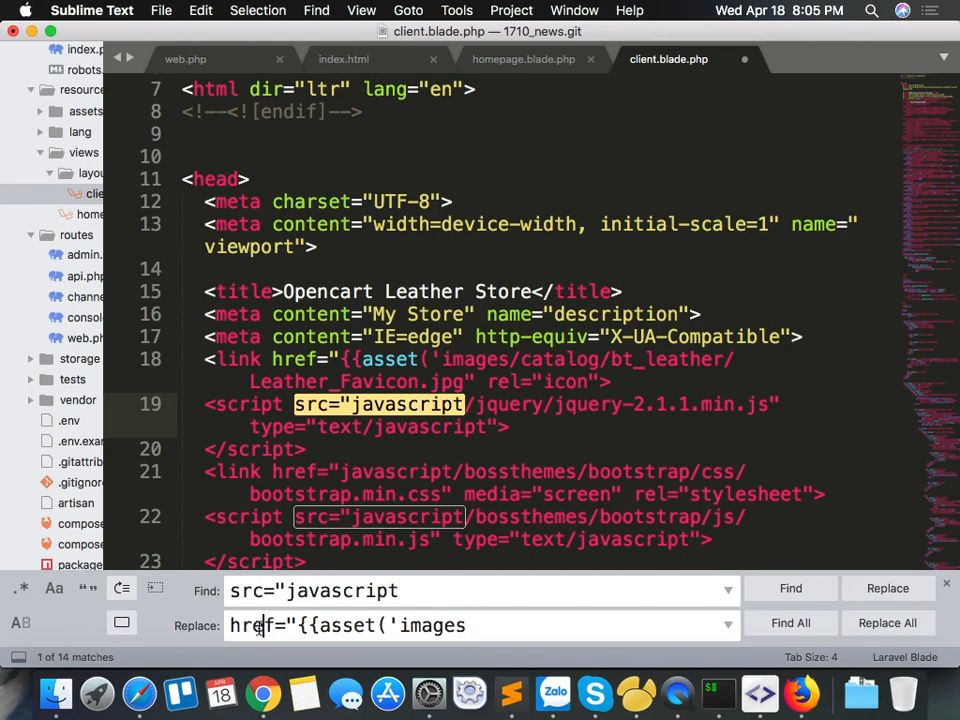 Sublime Text File Edit Selection Find Find Goto Tools Project Window Help Wed Apr 18 8:05 PM
client.blade.php — 1710_news.git
index.p
robots.
resourc
assets
lang
views
layou
clie
home
routes
admin.
api.php
channe
consol
web.ph
storage
tests
vendor
.env
.env.exa
.gitattrib
.gitignor
artisan
compos
compos
package
web.php index.html homepage.blade.php client.blade.php
7 <html dir="ltr" lang="en">
8 <!--<![endif]-->
9
10
11 <head>
12 <meta charset="UTF-8">
13 <meta content="width=device-width, initial-scale=1" name="
viewport">
14
15 <title>Opencart Leather Store</title>
16 <meta content="My Store" name="description">
17 <meta content="IE=edge" http-equiv="X-UA-Compatible">
18 <link href="{{asset('images/catalog/bt_leather/
Leather_Favicon.jpg" rel="icon">
19 <script src="javascript/jquery/jquery-2.1.1.min.js"
type="text/javascript">
20 </script>
21 <link href="javascript/bossthemes/bootstrap/css/
bootstrap.min.css" media="screen" rel="stylesheet">
22 <script src="javascript/bossthemes/bootstrap/js/
bootstrap.min.js" type="text/javascript">
23 </script>
.* Aa “” Find: src="javascript Find Replace
AB Replace: href="{{asset('images Find All Replace All
1 of 14 matches Tab Size: 4 Laravel Blade
APR 18 Zalo